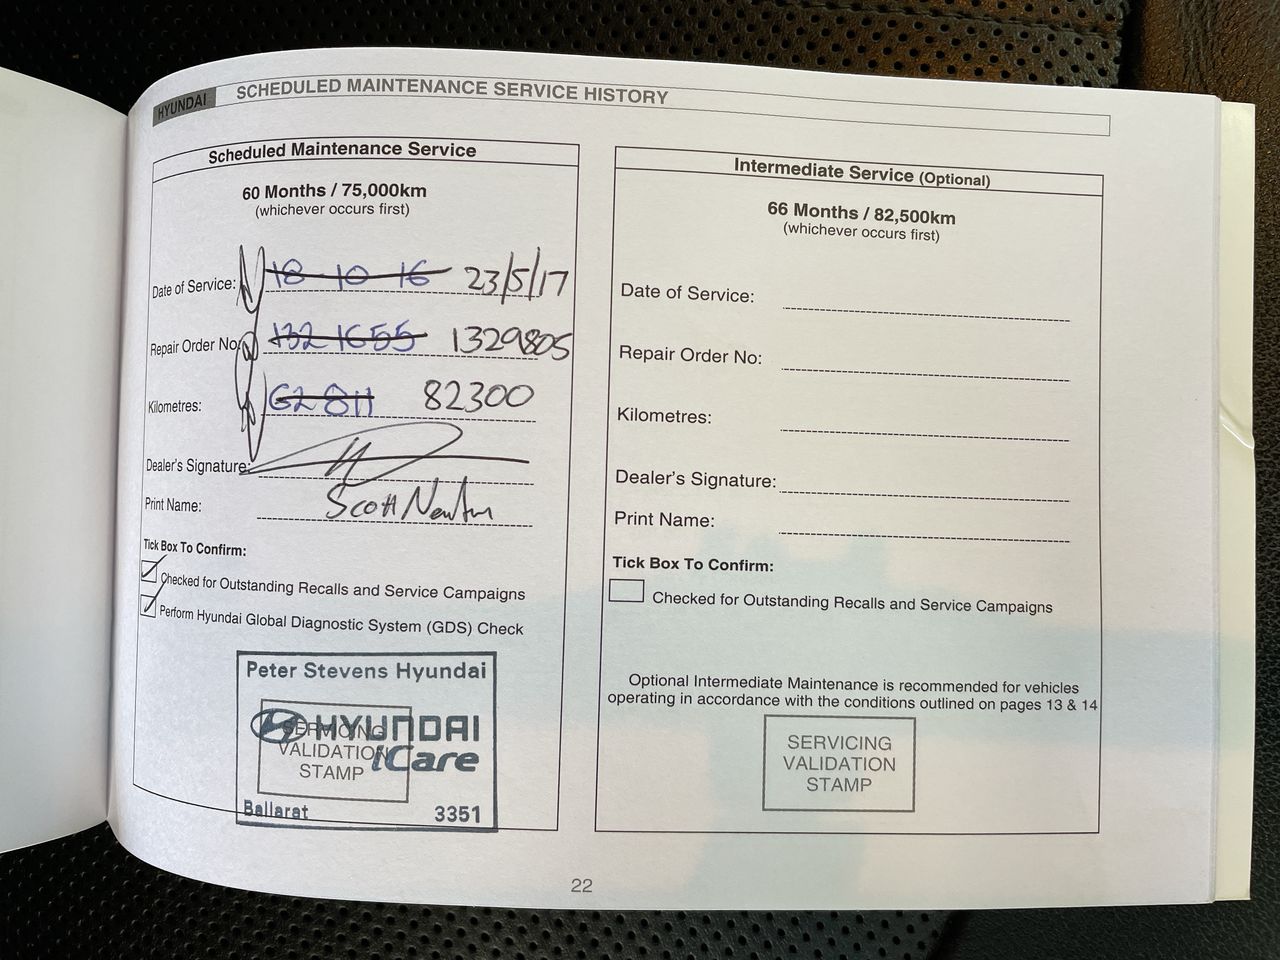 HYUNDAI SCHEDULED MAINTENANCE SERVICE HISTORY
Scheduled Maintenance Service
60 Months / 75,000km
(whichever occurs first)
Date of Service: 18 - 10 - 16 23/5/17
Repair Order No: 1321655 1329805
Kilometres: 62811 82300
Dealer's Signature:
Print Name: Scott Newton
Tick Box To Confirm:
Checked for Outstanding Recalls and Service Campaigns
Perform Hyundai Global Diagnostic System (GDS) Check
Peter Stevens Hyundai
HYUNDAI
iCare
SERVICING
VALIDATION
STAMP
Ballarat 3351
Intermediate Service (Optional)
66 Months / 82,500km
(whichever occurs first)
Date of Service:
Repair Order No:
Kilometres:
Dealer's Signature:
Print Name:
Tick Box To Confirm:
Checked for Outstanding Recalls and Service Campaigns
Optional Intermediate Maintenance is recommended for vehicles
operating in accordance with the conditions outlined on pages 13 & 14
SERVICING
VALIDATION
STAMP
22